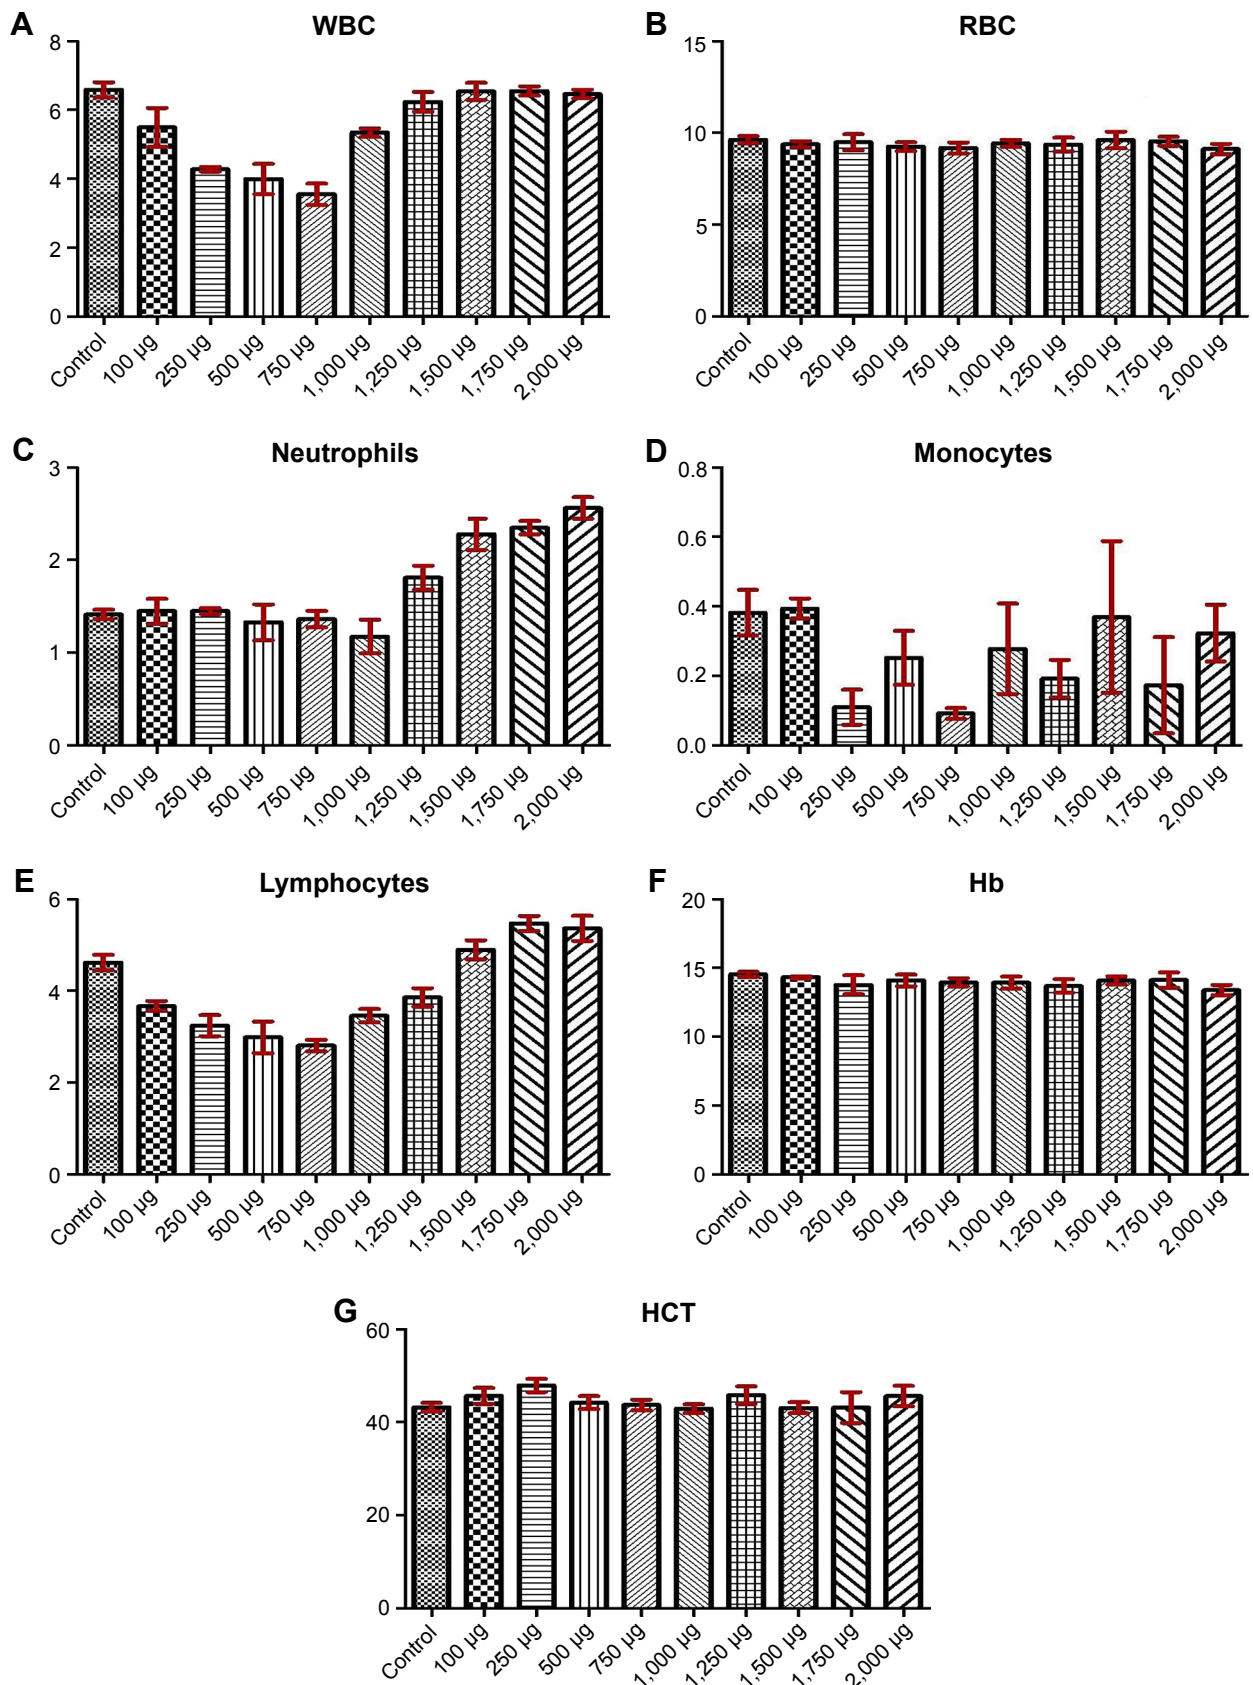 A WBC
8
6
4
2
0
Control 100 µg 250 µg 500 µg 750 µg 1,000 µg 1,250 µg 1,500 µg 1,750 µg 2,000 µg
B RBC
15
10
5
0
Control 100 µg 250 µg 500 µg 750 µg 1,000 µg 1,250 µg 1,500 µg 1,750 µg 2,000 µg
C Neutrophils
3
2
1
0
Control 100 µg 250 µg 500 µg 750 µg 1,000 µg 1,250 µg 1,500 µg 1,750 µg 2,000 µg
D Monocytes
0.8
0.6
0.4
0.2
0.0
Control 100 µg 250 µg 500 µg 750 µg 1,000 µg 1,250 µg 1,500 µg 1,750 µg 2,000 µg
E Lymphocytes
6
4
2
0
Control 100 µg 250 µg 500 µg 750 µg 1,000 µg 1,250 µg 1,500 µg 1,750 µg 2,000 µg
F Hb
20
15
10
5
0
Control 100 µg 250 µg 500 µg 750 µg 1,000 µg 1,250 µg 1,500 µg 1,750 µg 2,000 µg
G HCT
60
40
20
0
Control 100 µg 250 µg 500 µg 750 µg 1,000 µg 1,250 µg 1,500 µg 1,750 µg 2,000 µg